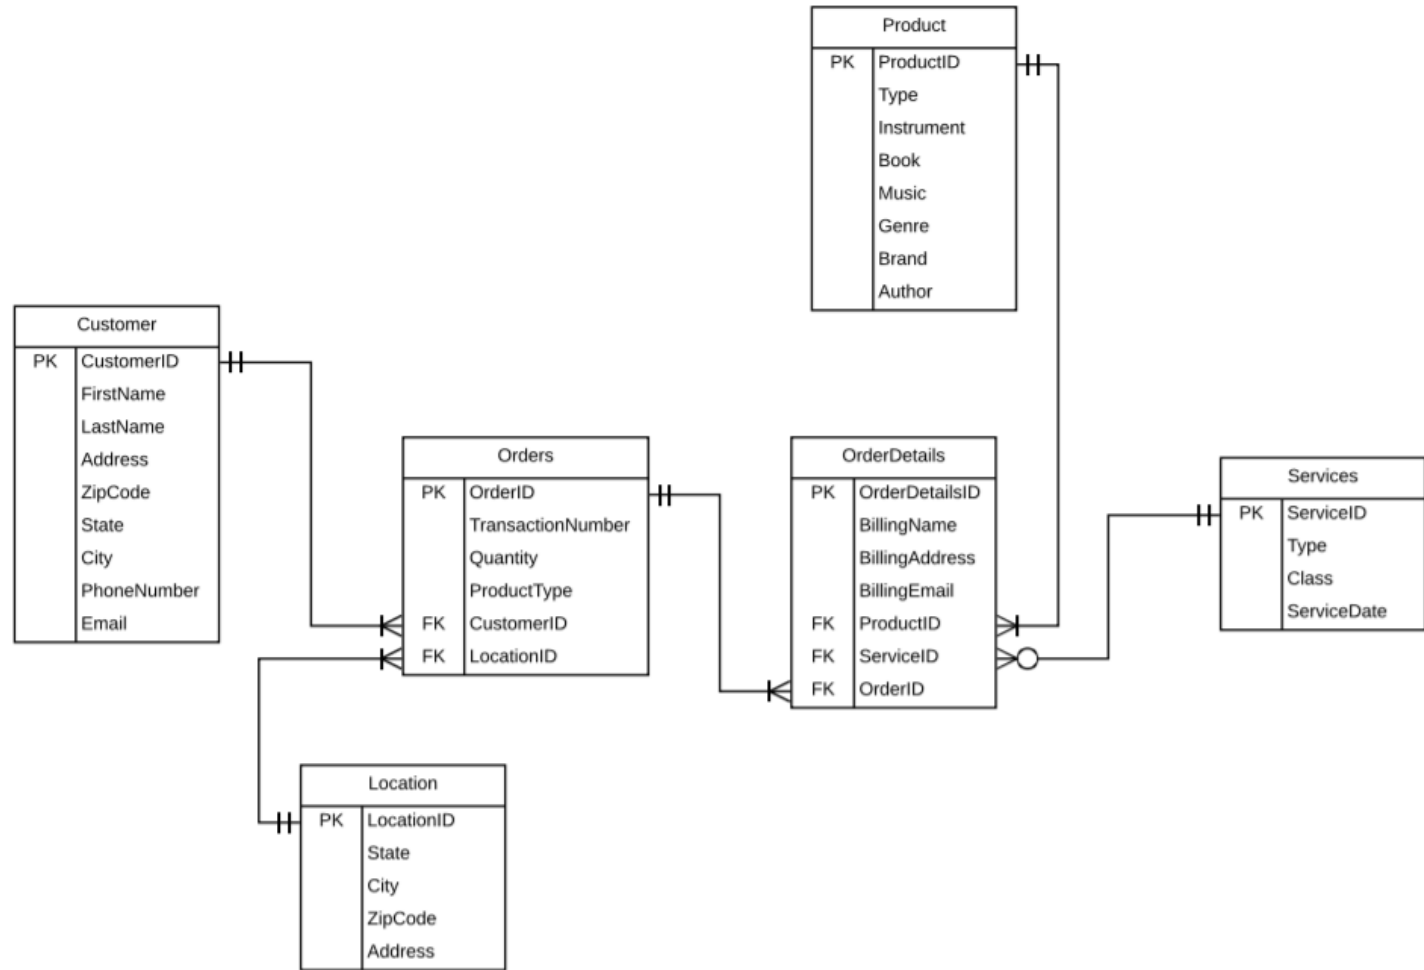 Product
PK ProductID
Type
Instrument
Book
Music
Genre
Brand
Author
Customer
PK CustomerID
FirstName
LastName
Address
ZipCode
State
City
PhoneNumber
Email
Orders
PK OrderID
TransactionNumber
Quantity
ProductType
FK CustomerID
FK LocationID
OrderDetails
PK OrderDetailsID
BillingName
BillingAddress
BillingEmail
FK ProductID
FK ServiceID
FK OrderID
Services
PK ServiceID
Type
Class
ServiceDate
Location
PK LocationID
State
City
ZipCode
Address